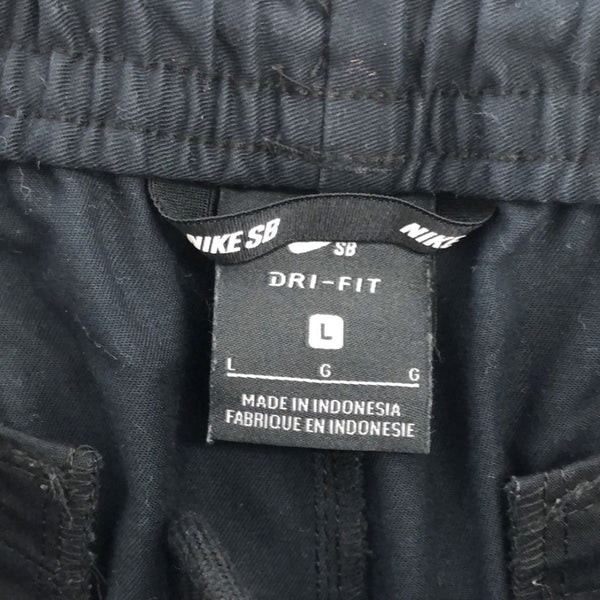 NIKE SB
NIKE
SB
DRI-FIT
L
L G G
MADE IN INDONESIA
FABRIQUE EN INDONESIE